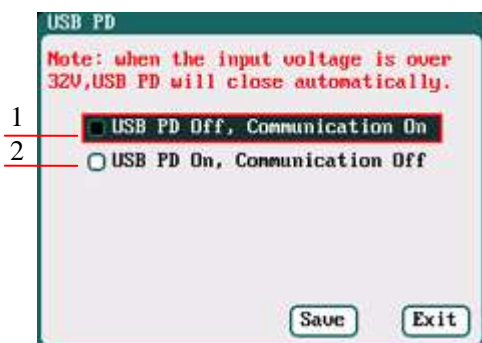 USB PD
Note: when the input voltage is over
32V,USB PD will close automatically.
1
USB PD Off, Communication On
2
USB PD On, Communication Off
Save
Exit